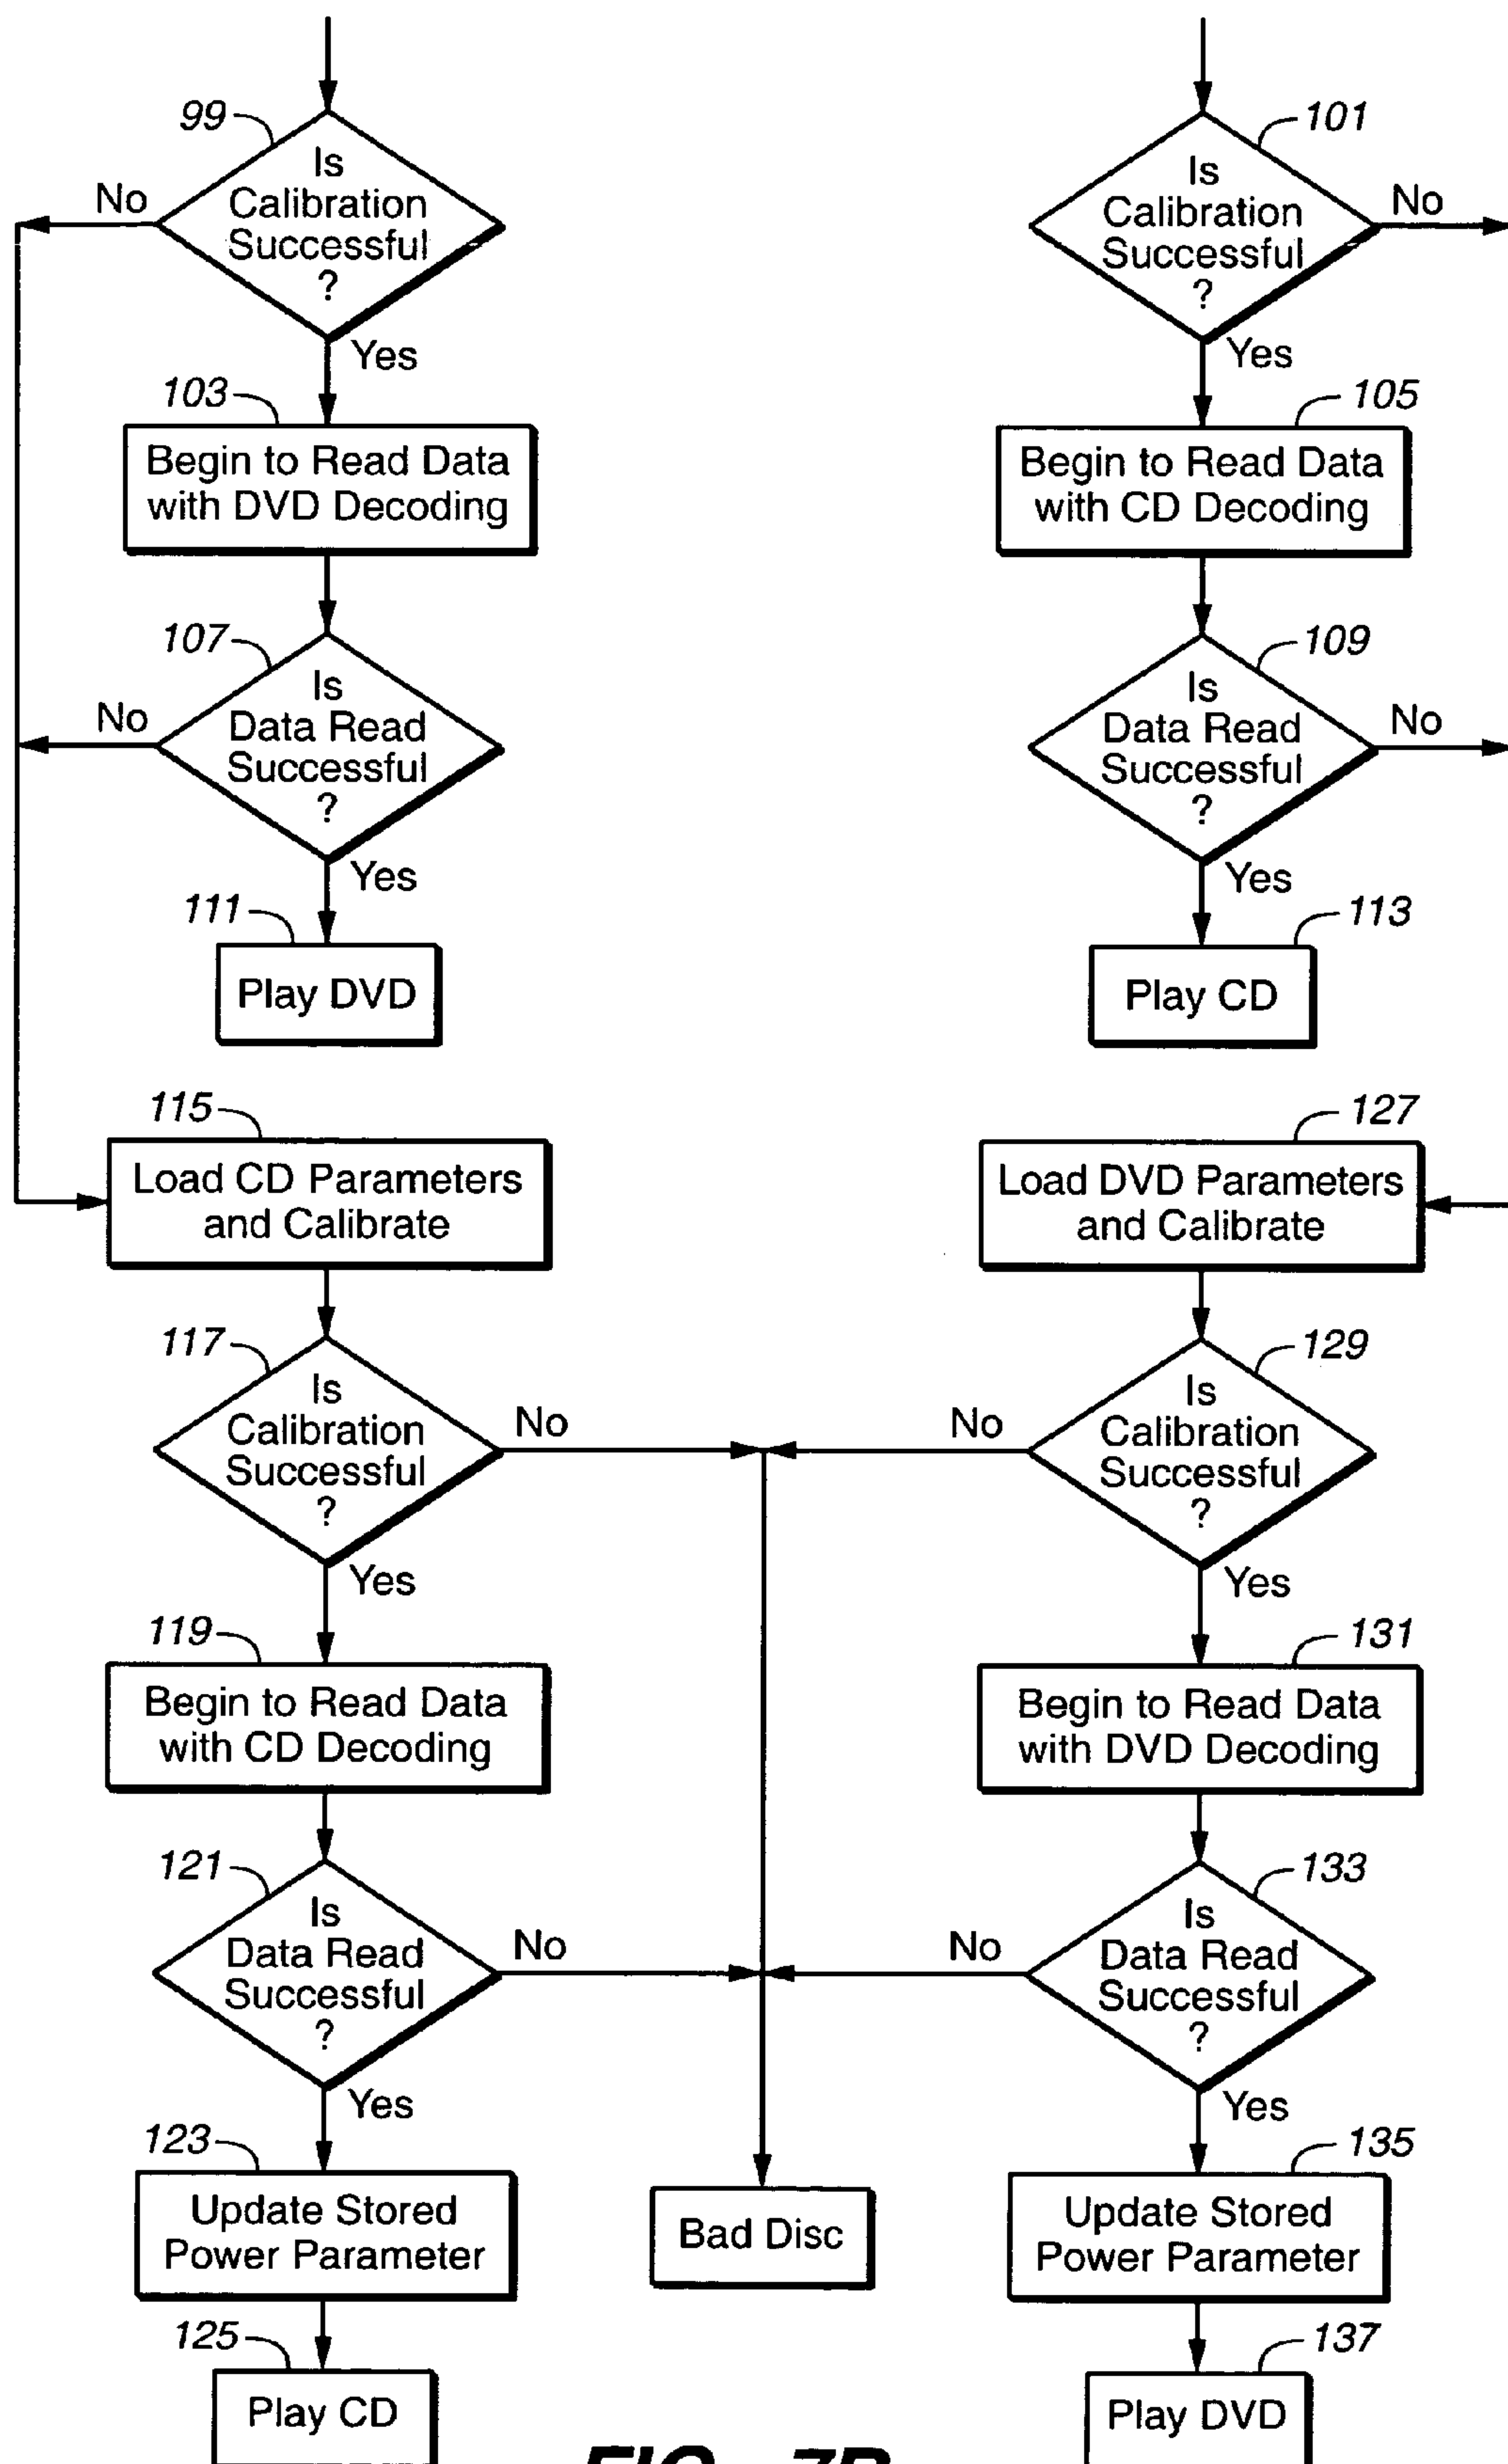 99
Is
Calibration
Successful
?
No
Yes
103
Begin to Read Data
with DVD Decoding
107
Is
Data Read
Successful
?
No
Yes
111
Play DVD
101
Is
Calibration
Successful
?
No
Yes
105
Begin to Read Data
with CD Decoding
109
Is
Data Read
Successful
?
No
Yes
113
Play CD
115
Load CD Parameters
and Calibrate
117
Is
Calibration
Successful
?
No
Yes
119
Begin to Read Data
with CD Decoding
121
Is
Data Read
Successful
?
No
Yes
123
Update Stored
Power Parameter
125
Play CD
Bad Disc
127
Load DVD Parameters
and Calibrate
129
Is
Calibration
Successful
?
No
Yes
131
Begin to Read Data
with DVD Decoding
133
Is
Data Read
Successful
?
No
Yes
135
Update Stored
Power Parameter
137
Play DVD